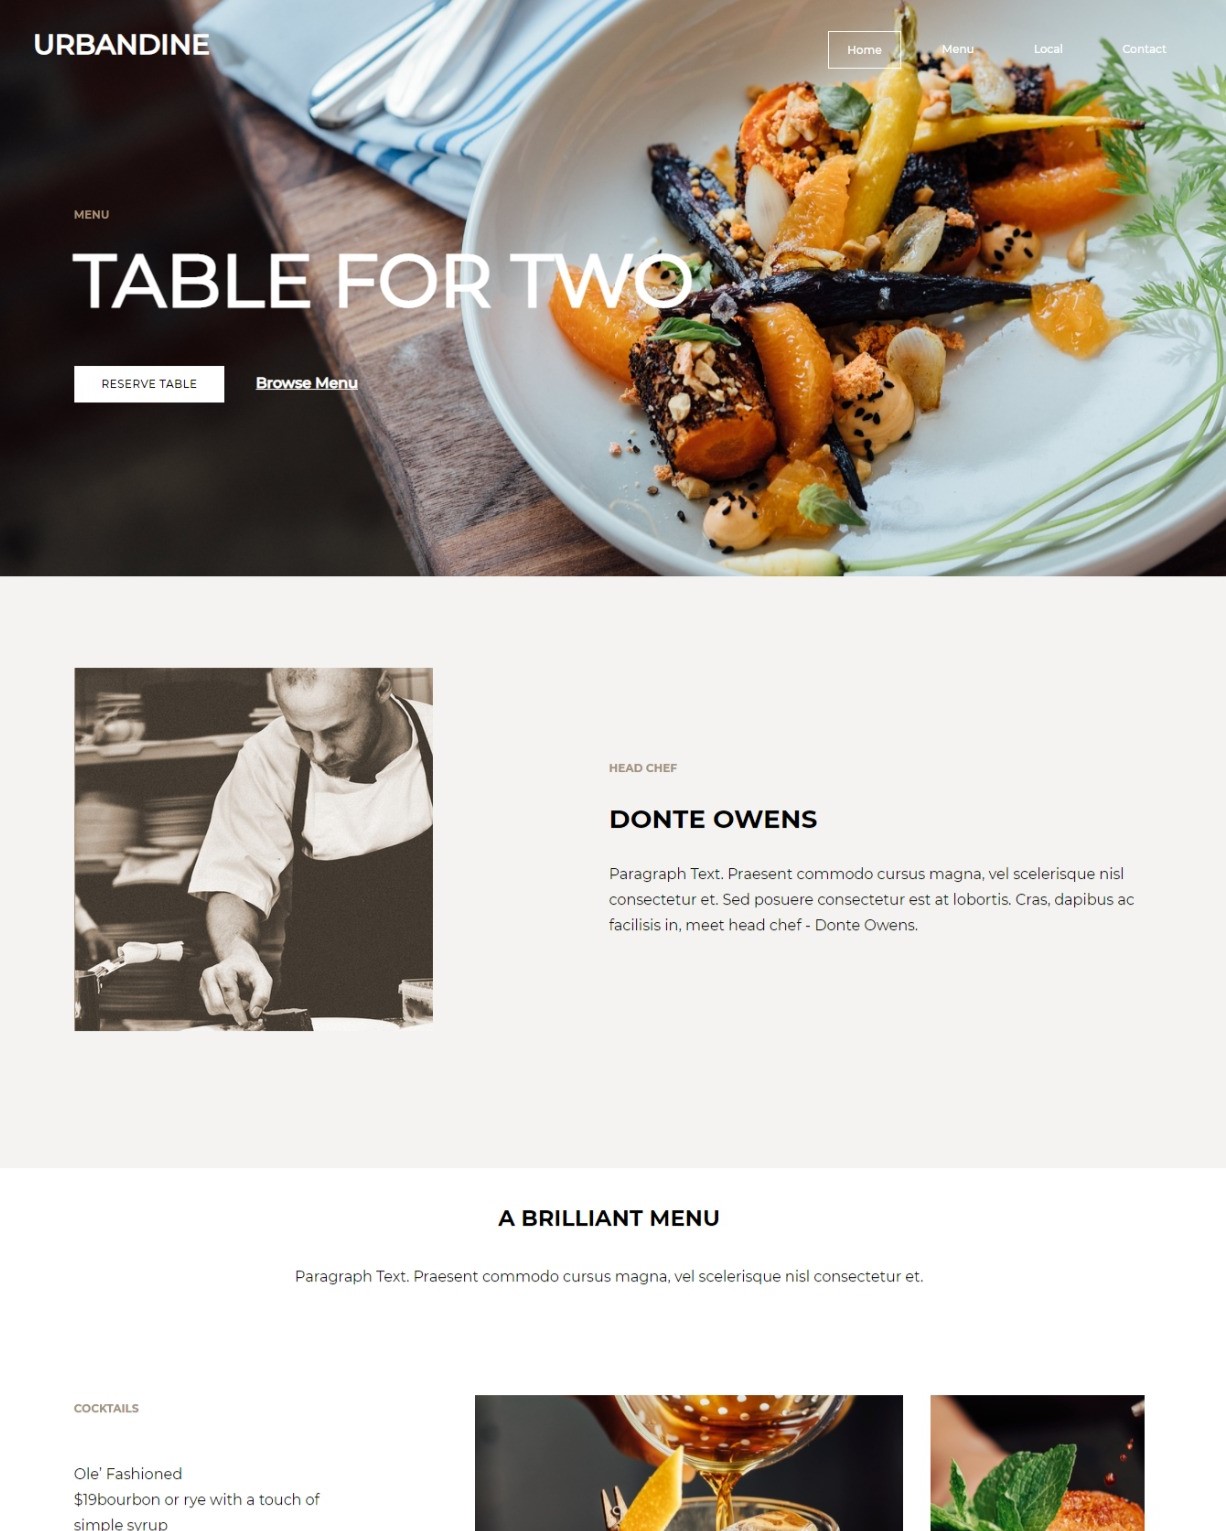 URBANDINE
Home
Menu
Local
Contact
MENU
TABLE FOR TWO
RESERVE TABLE
Browse Menu
HEAD CHEF
DONTE OWENS
Paragraph Text. Praesent commodo cursus magna, vel scelerisque nisl
consectetur et. Sed posuere consectetur est at lobortis. Cras, dapibus ac
facilisis in, meet head chef - Donte Owens.
A BRILLIANT MENU
Paragraph Text. Praesent commodo cursus magna, vel scelerisque nisl consectetur et.
COCKTAILS
Ole’ Fashioned
$19bourbon or rye with a touch of
simple syrup